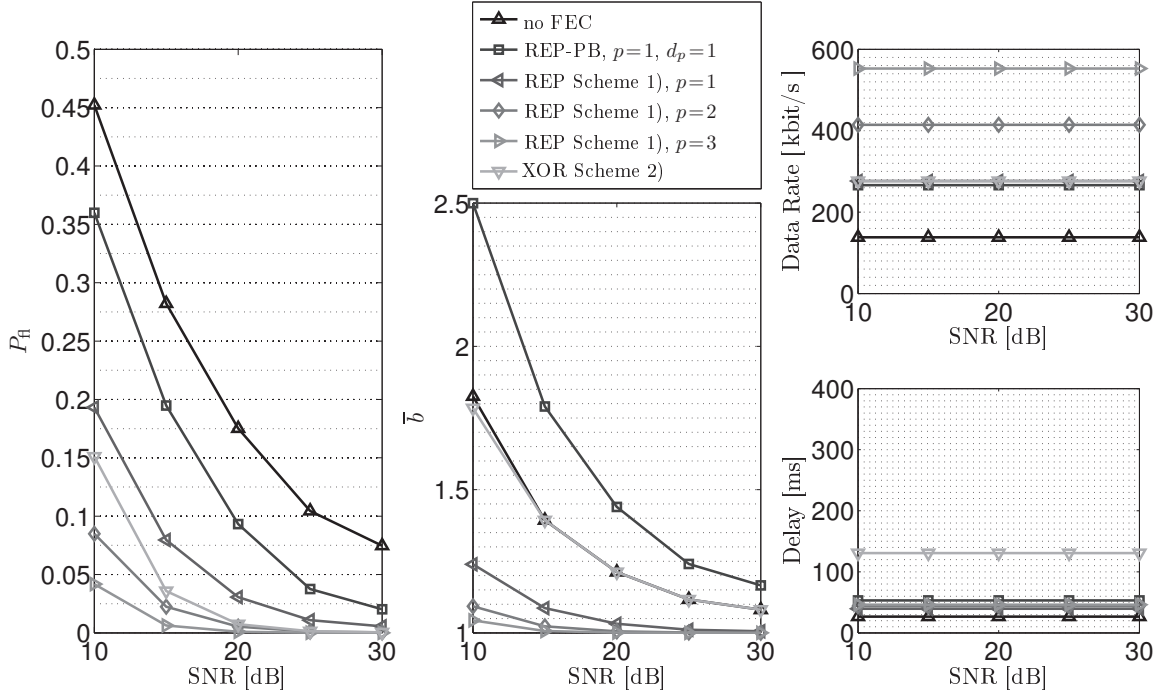 no FEC
REP-PB, p=1, d_p=1
REP Scheme 1), p=1
REP Scheme 1), p=2
REP Scheme 1), p=3
XOR Scheme 2)
0.5
0.45
0.4
0.35
0.3
0.25
0.2
0.15
0.1
0.05
0
P_fl
10
20
30
SNR [dB]
2.5
2
1.5
1
b̅
10
20
30
SNR [dB]
600
400
200
0
Data Rate [kbit/s]
10
20
30
SNR [dB]
400
300
200
100
0
Delay [ms]
10
20
30
SNR [dB]